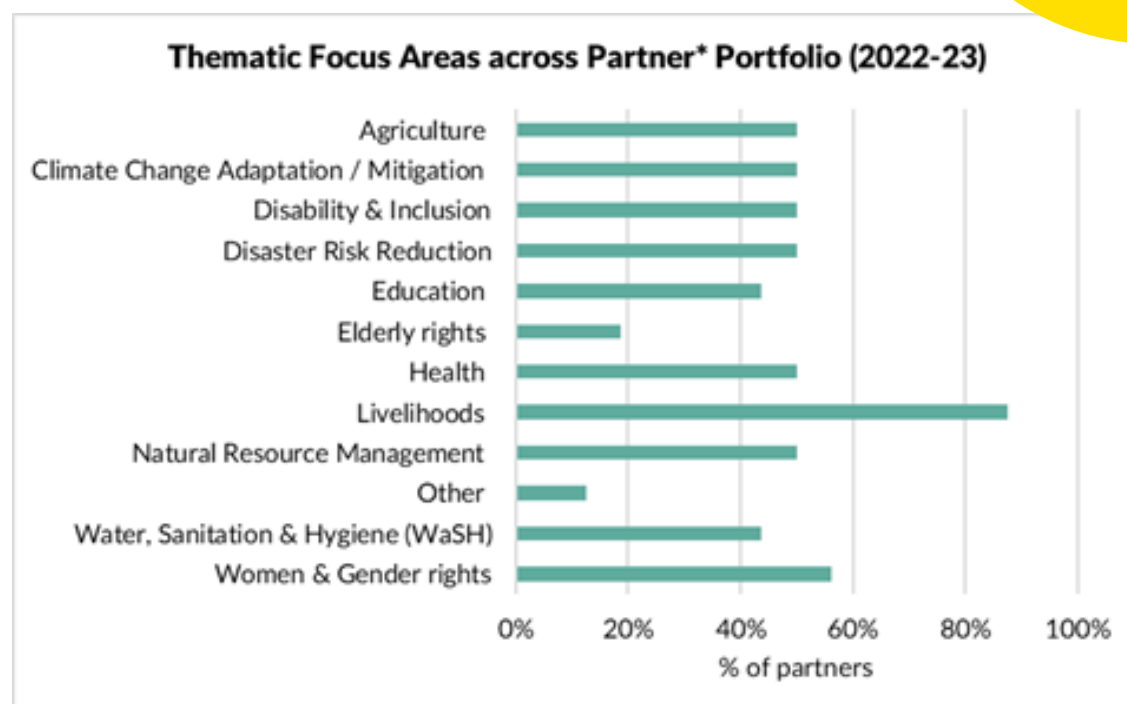 Thematic Focus Areas across Partner* Portfolio (2022-23)
Agriculture
Climate Change Adaptation / Mitigation
Disability & Inclusion
Disaster Risk Reduction
Education
Elderly rights
Health
Livelihoods
Natural Resource Management
Other
Water, Sanitation & Hygiene (WaSH)
Women & Gender rights
0% 20% 40% 60% 80% 100%
% of partners